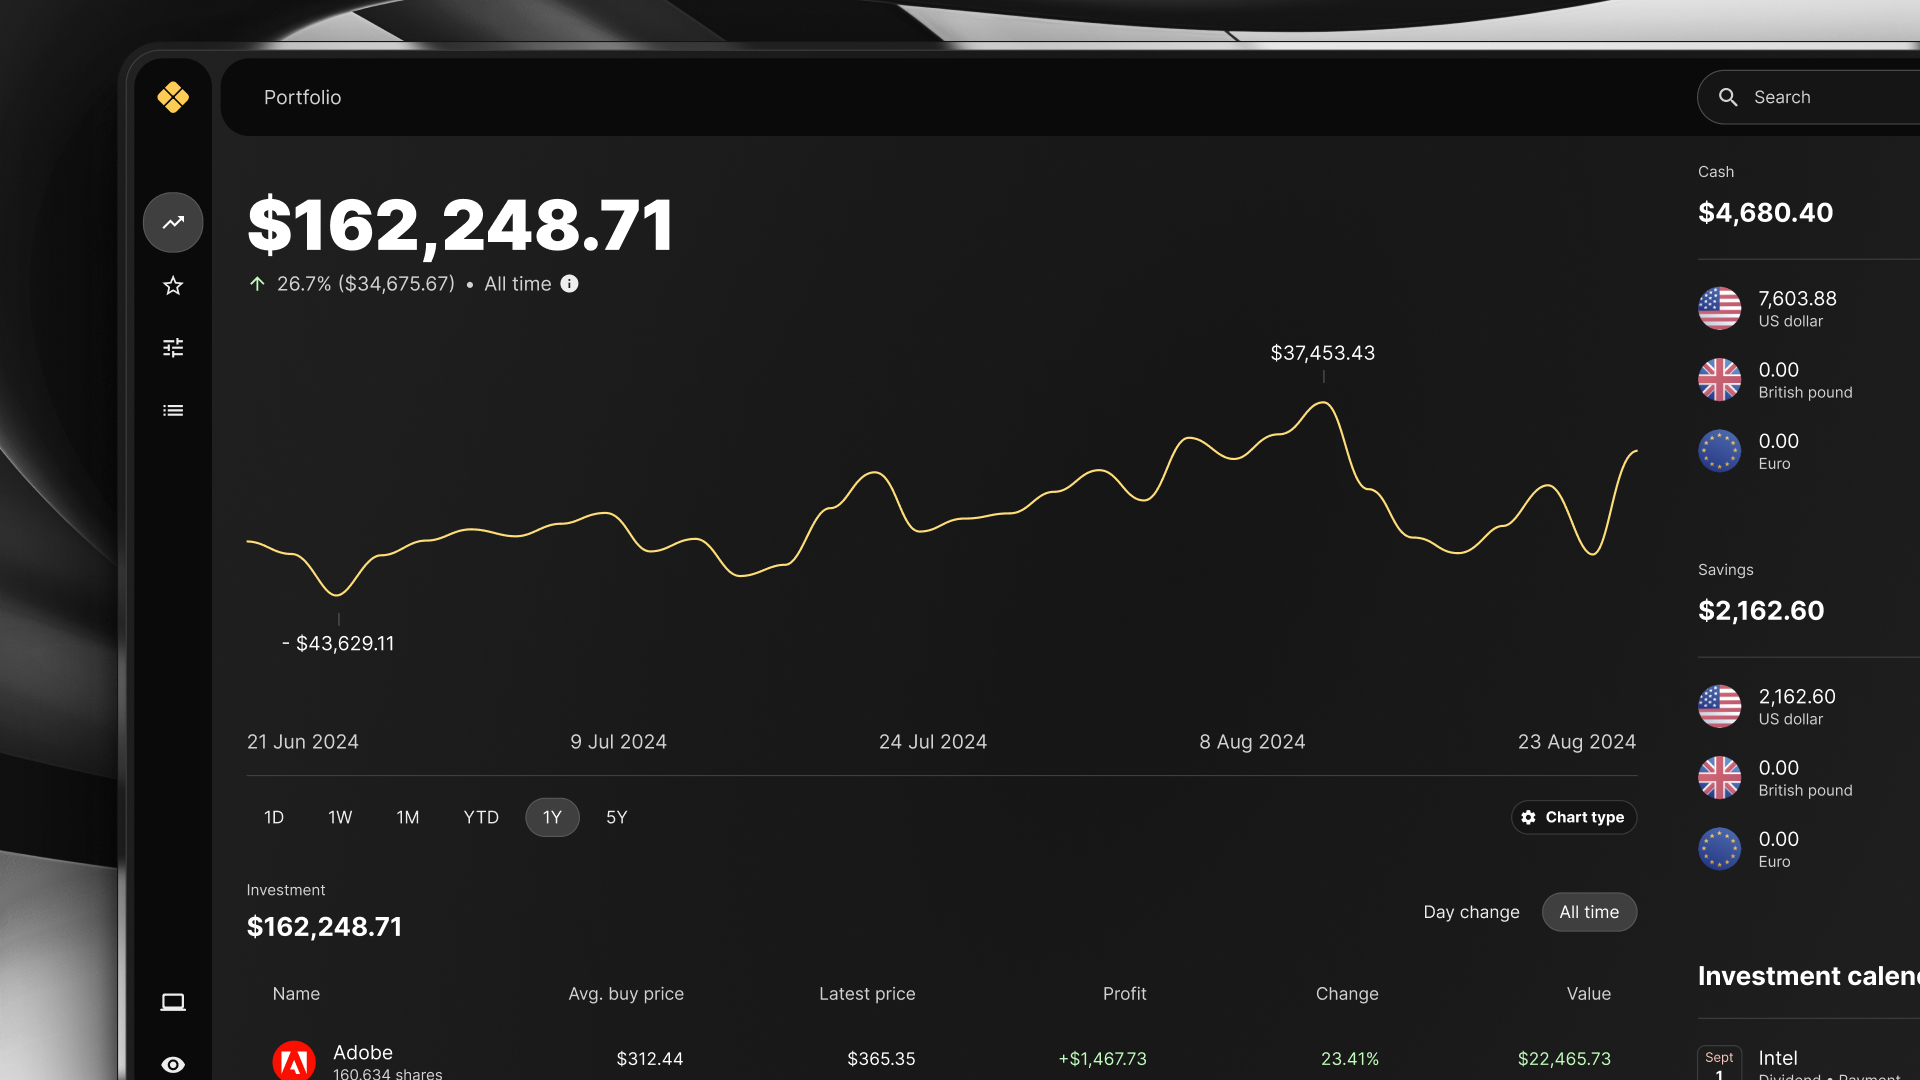 Portfolio
Search
$162,248.71
26.7% ($34,675.67) • All time
$37,453.43
- $43,629.11
21 Jun 2024 9 Jul 2024 24 Jul 2024 8 Aug 2024 23 Aug 2024
1D 1W 1M YTD 1Y 5Y
Chart type
Investment
$162,248.71
Day change All time
Name Avg. buy price Latest price Profit Change Value
Adobe $312.44 $365.35 +$1,467.73 23.41% $22,465.73
160.634 shares
Cash
$4,680.40
7,603.88
US dollar
0.00
British pound
0.00
Euro
Savings
$2,162.60
2,162.60
US dollar
0.00
British pound
0.00
Euro
Investment calen
Sept
1
Intel
Dividend • Payment